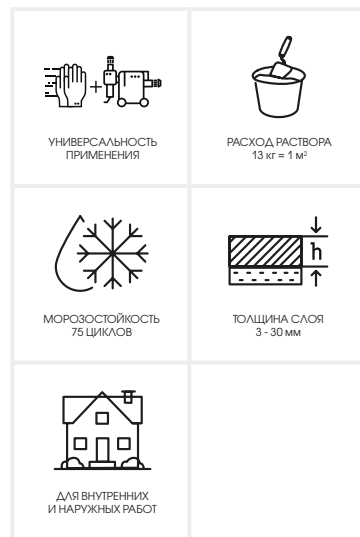 УНИВЕРСАЛЬНОСТЬ
ПРИМЕНЕНИЯ
РАСХОД РАСТВОРА
13 кг = 1 м²
МОРОЗОСТОЙКОСТЬ
75 ЦИКЛОВ
h
ТОЛЩИНА СЛОЯ
3 - 30 мм
ДЛЯ ВНУТРЕННИХ
И НАРУЖНЫХ РАБОТ